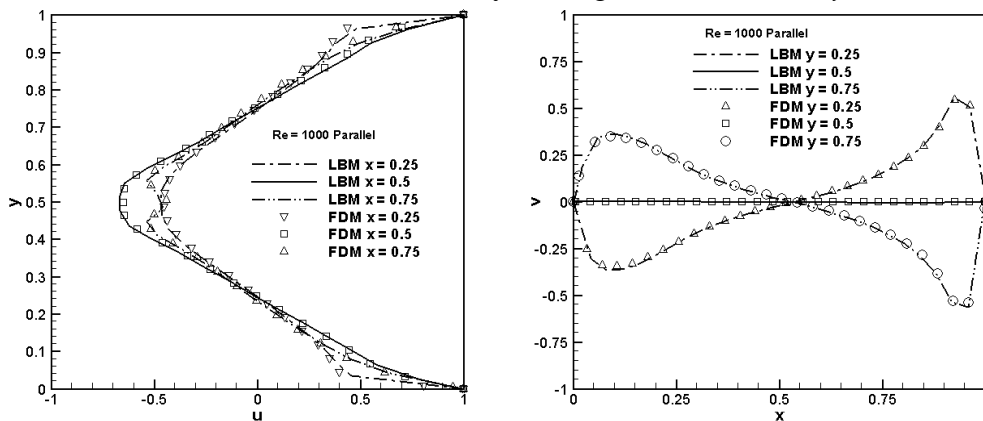 1
0.9
0.8
0.7
0.6
0.5
0.4
0.3
0.2
0.1
0
y
Re = 1000 Parallel
LBM x = 0.25
LBM x = 0.5
LBM x = 0.75
FDM x = 0.25
FDM x = 0.5
FDM x = 0.75
-1 -0.5 0 0.5 1
u
1
0.75
0.5
0.25
0
-0.25
-0.5
-0.75
-1
v
Re = 1000 Parallel
LBM y = 0.25
LBM y = 0.5
LBM y = 0.75
FDM y = 0.25
FDM y = 0.5
FDM y = 0.75
0 0.25 0.5 0.75
x